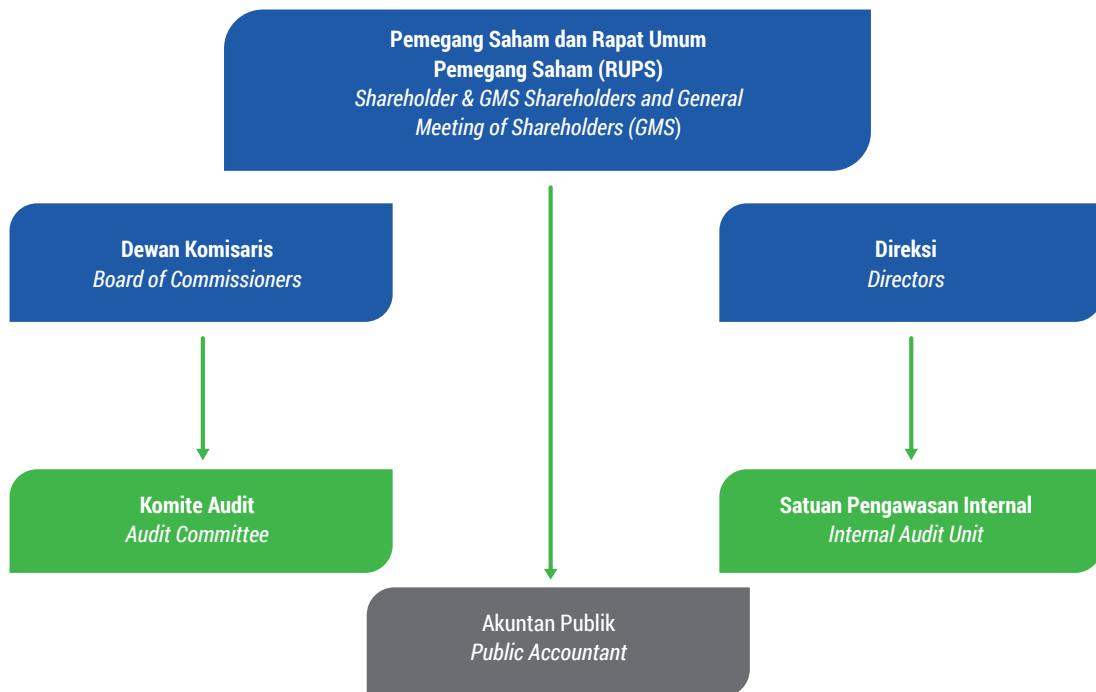 Pemegang Saham dan Rapat Umum
Pemegang Saham (RUPS)
Shareholder & GMS Shareholders and General
Meeting of Shareholders (GMS)
Dewan Komisaris
Board of Commissioners
Direksi
Directors
Komite Audit
Audit Committee
Satuan Pengawasan Internal
Internal Audit Unit
Akuntan Publik
Public Accountant